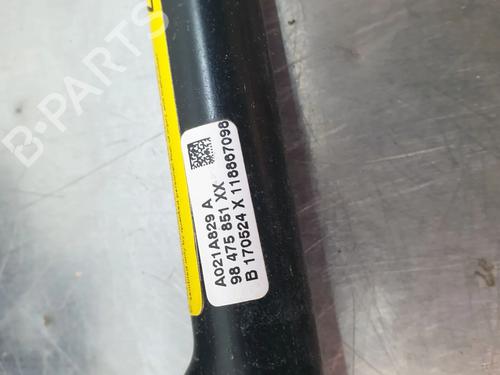 A021A829 A
98 475 851 XX
B 170524 X 118867098
B-PARTS